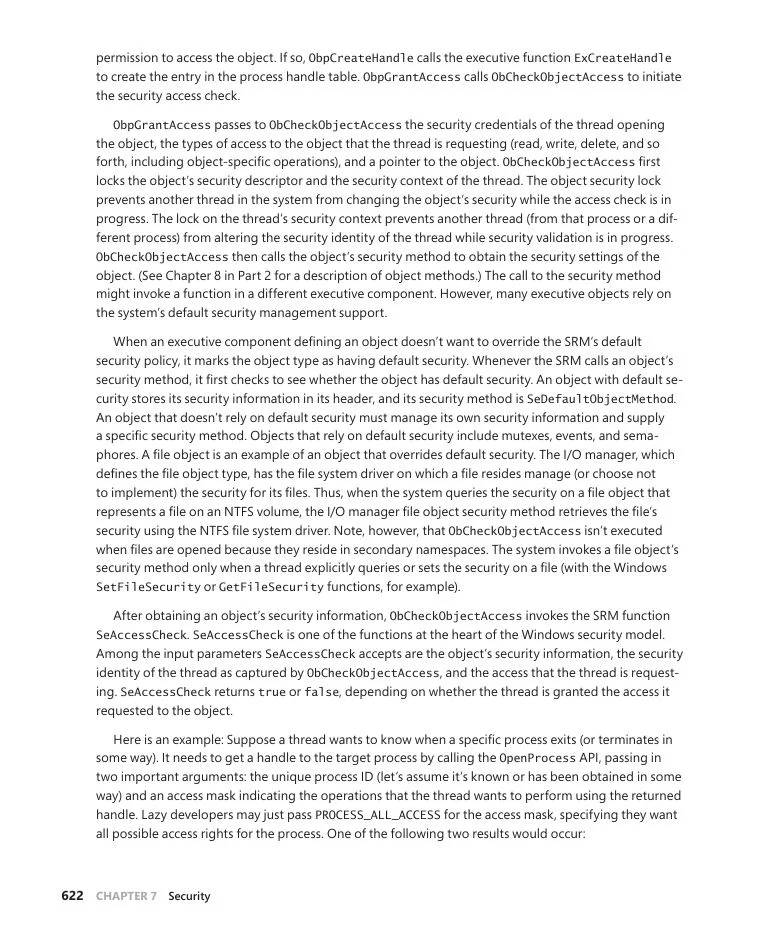 permission to access the object. If so, ObpCreateHandle calls the executive function ExCreateHandle
to create the entry in the process handle table. ObpGrantAccess calls ObCheckObjectAccess to initiate
the security access check.
ObpGrantAccess passes to ObCheckObjectAccess the security credentials of the thread opening
the object, the types of access to the object that the thread is requesting (read, write, delete, and so
forth, including object-specific operations), and a pointer to the object. ObCheckObjectAccess first
locks the object's security descriptor and the security context of the thread. The object security lock
prevents another thread in the system from changing the object's security while the access check is in
progress. The lock on the thread's security context prevents another thread (from that process or a dif-
ferent process) from altering the security identity of the thread while security validation is in progress.
ObCheckObjectAccess then calls the object's security method to obtain the security settings of the
object. (See Chapter 8 in Part 2 for a description of object methods.) The call to the security method
might invoke a function in a different executive component. However, many executive objects rely on
the system's default security management support.
When an executive component defining an object doesn't want to override the SRM's default
security policy, it marks the object type as having default security. Whenever the SRM calls an object's
security method, it first checks to see whether the object has default security. An object with default se-
curity stores its security information in its header, and its security method is SeDefaultObjectMethod.
An object that doesn't rely on default security must manage its own security information and supply
a specific security method. Objects that rely on default security include mutexes, events, and sema-
phores. A file object is an example of an object that overrides default security. The I/O manager, which
defines the file object type, has the file system driver on which a file resides manage (or choose not
to implement) the security for its files. Thus, when the system queries the security on a file object that
represents a file on an NTFS volume, the I/O manager file object security method retrieves the file's
security using the NTFS file system driver. Note, however, that ObCheckObjectAccess isn't executed
when files are opened because they reside in secondary namespaces. The system invokes a file object's
security method only when a thread explicitly queries or sets the security on a file (with the Windows
SetFileSecurity or GetFileSecurity functions, for example).
After obtaining an object's security information, ObCheckObjectAccess invokes the SRM function
SeAccessCheck. SeAccessCheck is one of the functions at the heart of the Windows security model.
Among the input parameters SeAccessCheck accepts are the object's security information, the security
identity of the thread as captured by ObCheckObjectAccess, and the access that the thread is request-
ing. SeAccessCheck returns true or false, depending on whether the thread is granted the access it
requested to the object.
Here is an example: Suppose a thread wants to know when a specific process exits (or terminates in
some way). It needs to get a handle to the target process by calling the OpenProcess API, passing in
two important arguments: the unique process ID (let's assume it's known or has been obtained in some
way) and an access mask indicating the operations that the thread wants to perform using the returned
handle. Lazy developers may just pass PROCESS_ALL_ACCESS for the access mask, specifying they want
all possible access rights for the process. One of the following two results would occur:
622 CHAPTER 7 Security